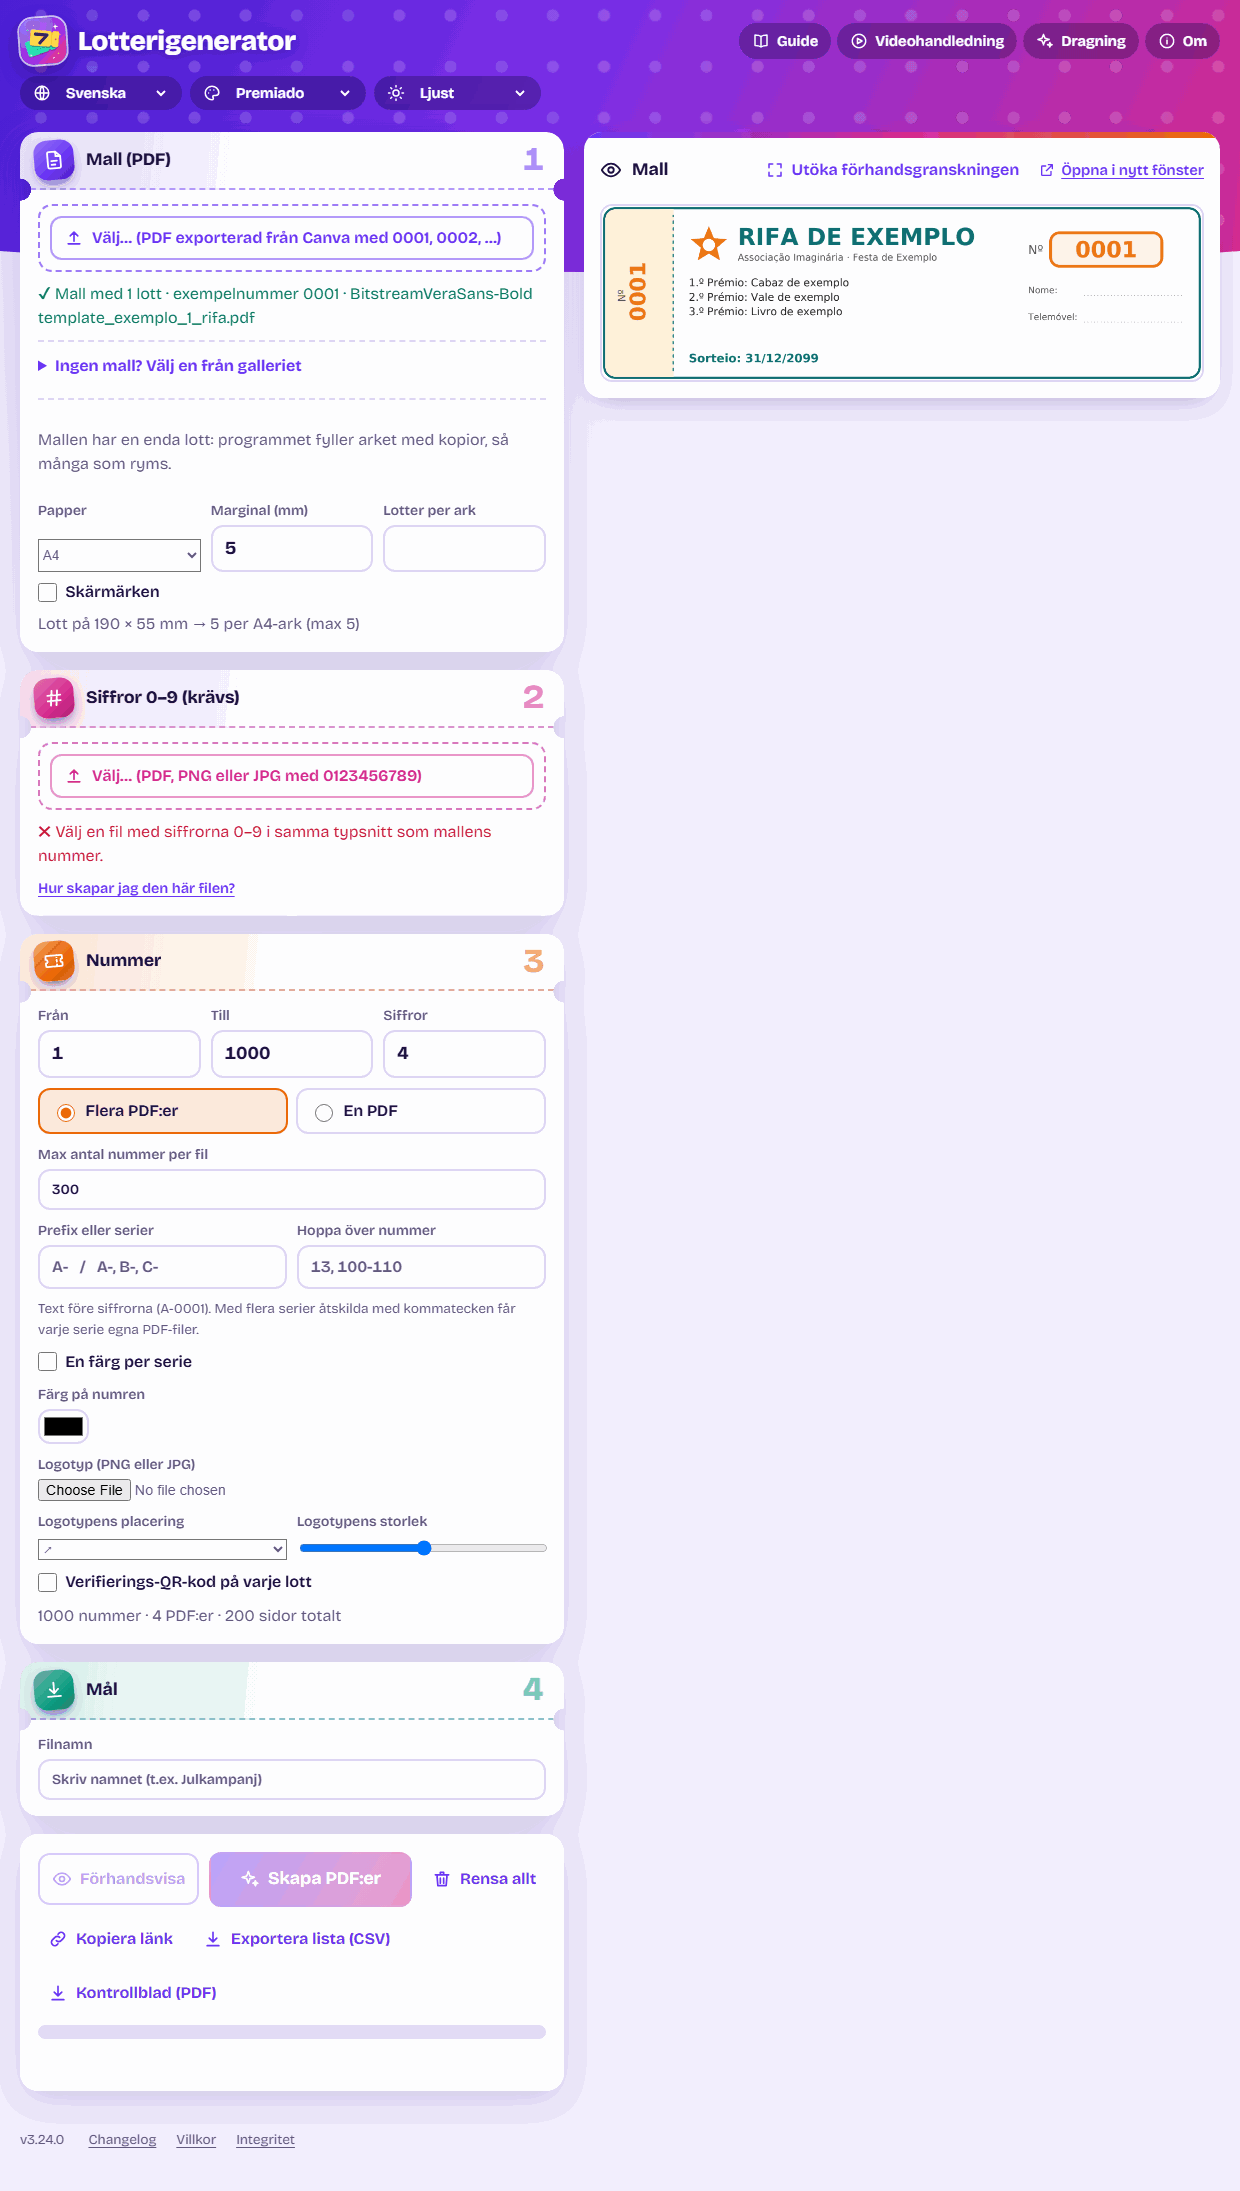 Lotterigenerator
Guide
Videohandledning
Dragning
Om
Svenska
Premiado
Ljust
Mall (PDF)
1
Välj... (PDF exporterad från Canva med 0001, 0002, ...)
✓ Mall med 1 lott · exempelnummer 0001 · BitstreamVeraSans-Bold
template_exemplo_1_rifa.pdf
▶ Ingen mall? Välj en från galleriet
Mallen har en enda lott: programmet fyller arket med kopior, så
många som ryms.
Papper
Marginal (mm)
Lotter per ark
A4
5
Skärmärken
Lott på 190 × 55 mm → 5 per A4-ark (max 5)
Siffror 0–9 (krävs)
2
Välj... (PDF, PNG eller JPG med 0123456789)
✕ Välj en fil med siffrorna 0–9 i samma typsnitt som mallens
nummer.
Hur skapar jag den här filen?
Nummer
3
Från
Till
Siffror
1
1000
4
Flera PDF:er
En PDF
Max antal nummer per fil
300
Prefix eller serier
Hoppa över nummer
A- / A-, B-, C-
13, 100-110
Text före siffrorna (A-0001). Med flera serier åtskilda med kommatecken får
varje serie egna PDF-filer.
En färg per serie
Färg på numren
Logotyp (PNG eller JPG)
Choose File No file chosen
Logotypens placering
Logotypens storlek
↗
Verifierings-QR-kod på varje lott
1000 nummer · 4 PDF:er · 200 sidor totalt
Mål
4
Filnamn
Skriv namnet (t.ex. Julkampanj)
Förhandsvisa
Skapa PDF:er
Rensa allt
Kopiera länk
Exportera lista (CSV)
Kontrollblad (PDF)
v3.24.0
Changelog
Villkor
Integritet
Mall
Utöka förhandsgranskningen
Öppna i nytt fönster
Nº
0001
RIFA DE EXEMPLO
Associação Imaginária · Festa de Exemplo
1.º Prémio: Cabaz de exemplo
2.º Prémio: Vale de exemplo
3.º Prémio: Livro de exemplo
Sorteio: 31/12/2099
Nº 0001
Nome:
Telemóvel: